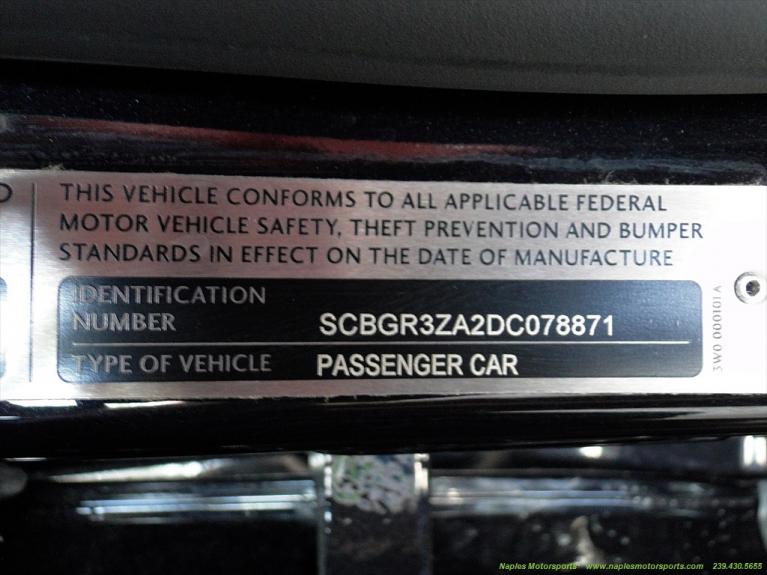 THIS VEHICLE CONFORMS TO ALL APPLICABLE FEDERAL
MOTOR VEHICLE SAFETY, THEFT PREVENTION AND BUMPER
STANDARDS IN EFFECT ON THE DATE OF MANUFACTURE
IDENTIFICATION
NUMBER SCBGR3ZA2DC078871
TYPE OF VEHICLE PASSENGER CAR
3W0 000101 A
Naples Motorsports - www.naplesmotorsports.com 239.430.5655